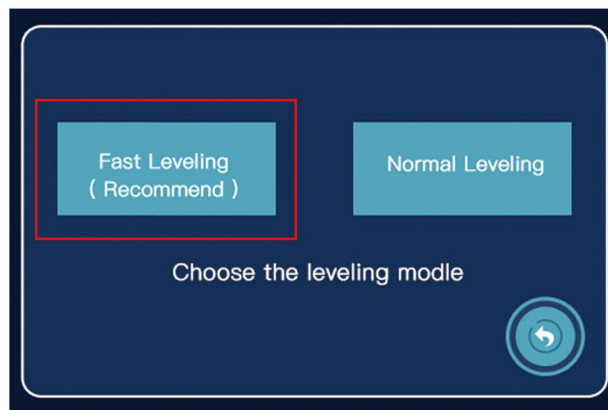 Fast Leveling
( Recommend )
Normal Leveling
Choose the leveling modle